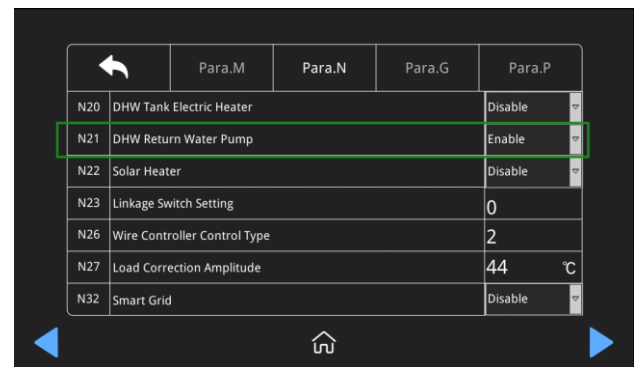 Para.M Para.N Para.G Para.P
N20 DHW Tank Electric Heater Disable
N21 DHW Return Water Pump Enable
N22 Solar Heater Disable
N23 Linkage Switch Setting 0
N26 Wire Controller Control Type 2
N27 Load Correction Amplitude 44 ℃
N32 Smart Grid Disable